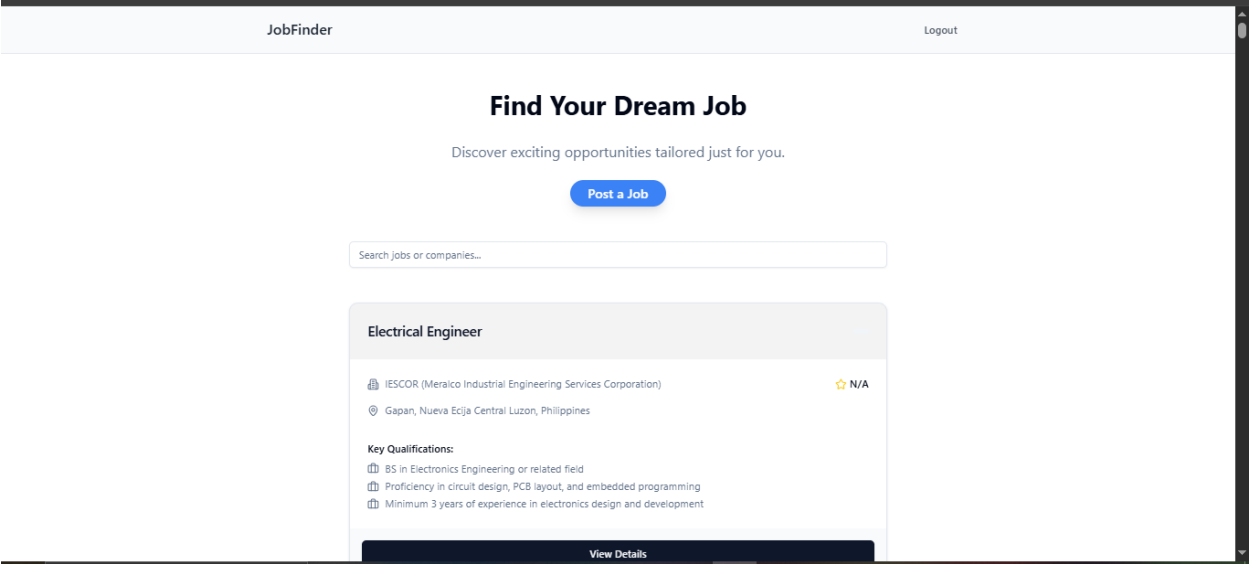 JobFinder
Logout
Find Your Dream Job
Discover exciting opportunities tailored just for you.
Post a Job
Search jobs or companies...
Electrical Engineer
IESCOR (Meralco Industrial Engineering Services Corporation)
N/A
Gapan, Nueva Ecija Central Luzon, Philippines
Key Qualifications:
BS in Electronics Engineering or related field
Proficiency in circuit design, PCB layout, and embedded programming
Minimum 3 years of experience in electronics design and development
View Details